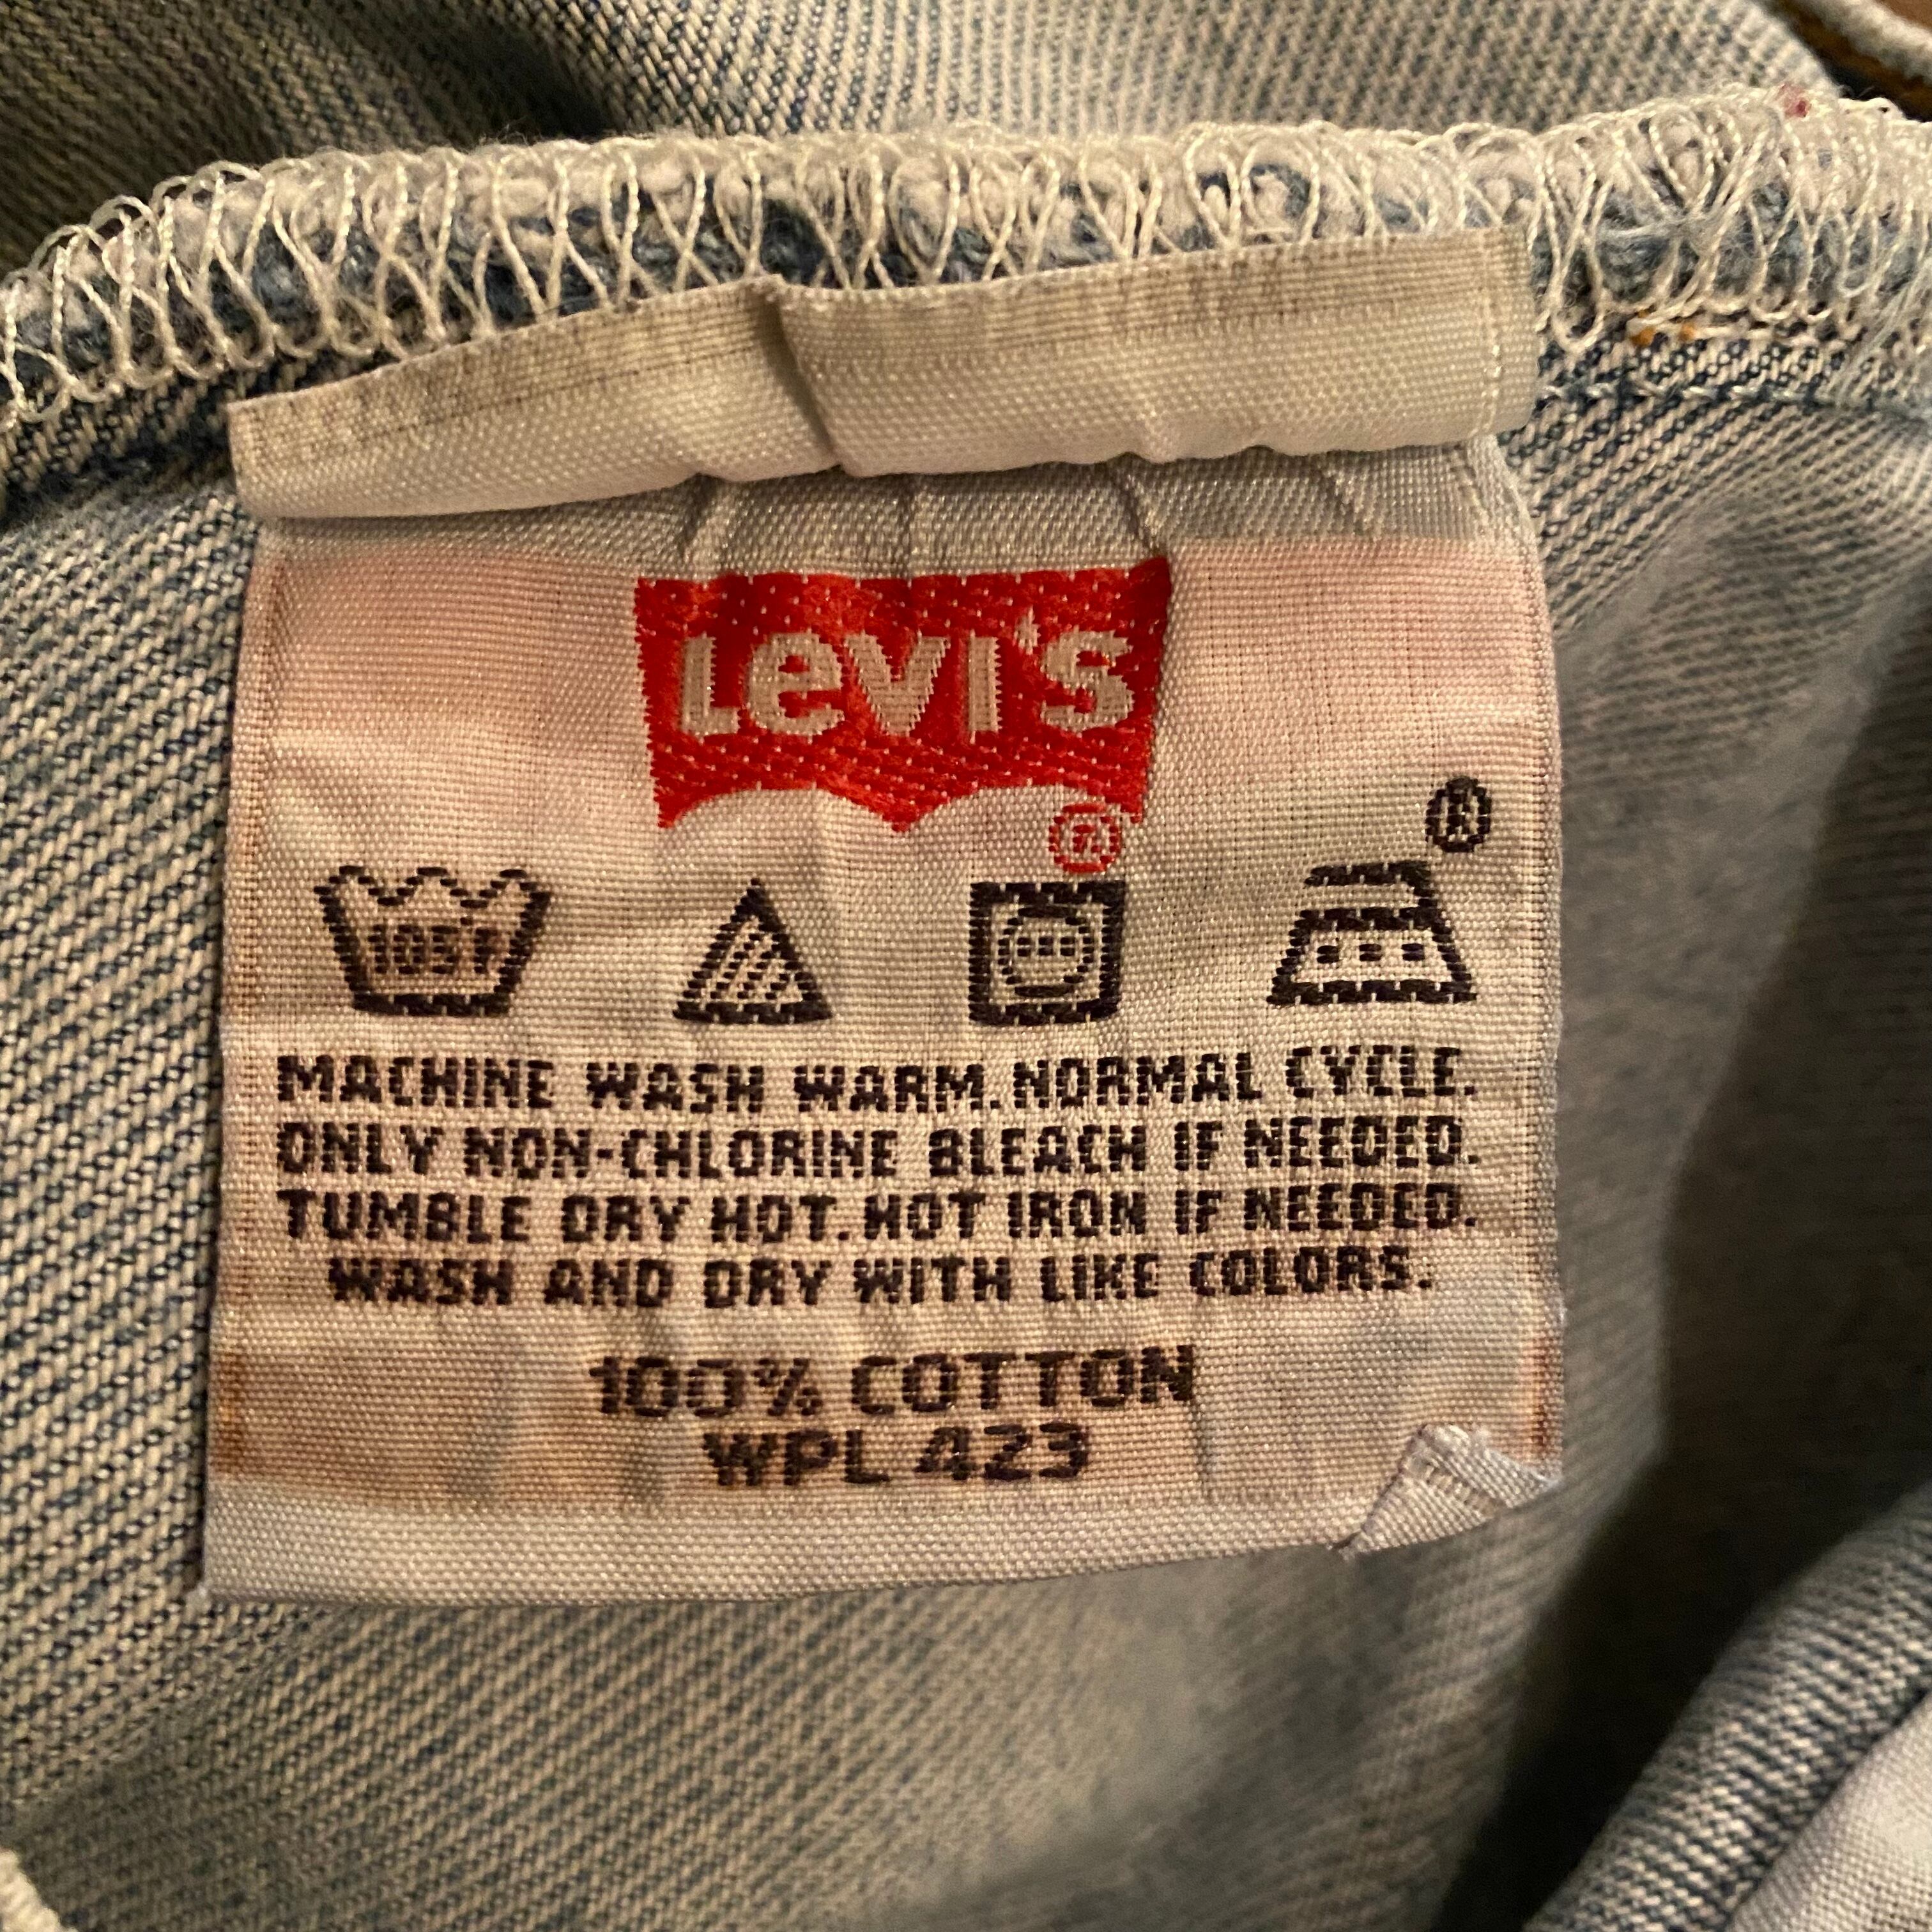 Levi's
®
®
105°F
MACHINE WASH WARM. NORMAL CYCLE.
ONLY NON-CHLORINE BLEACH IF NEEDED.
TUMBLE DRY HOT. HOT IRON IF NEEDED.
WASH AND DRY WITH LIKE COLORS.
100% COTTON
WPL 423